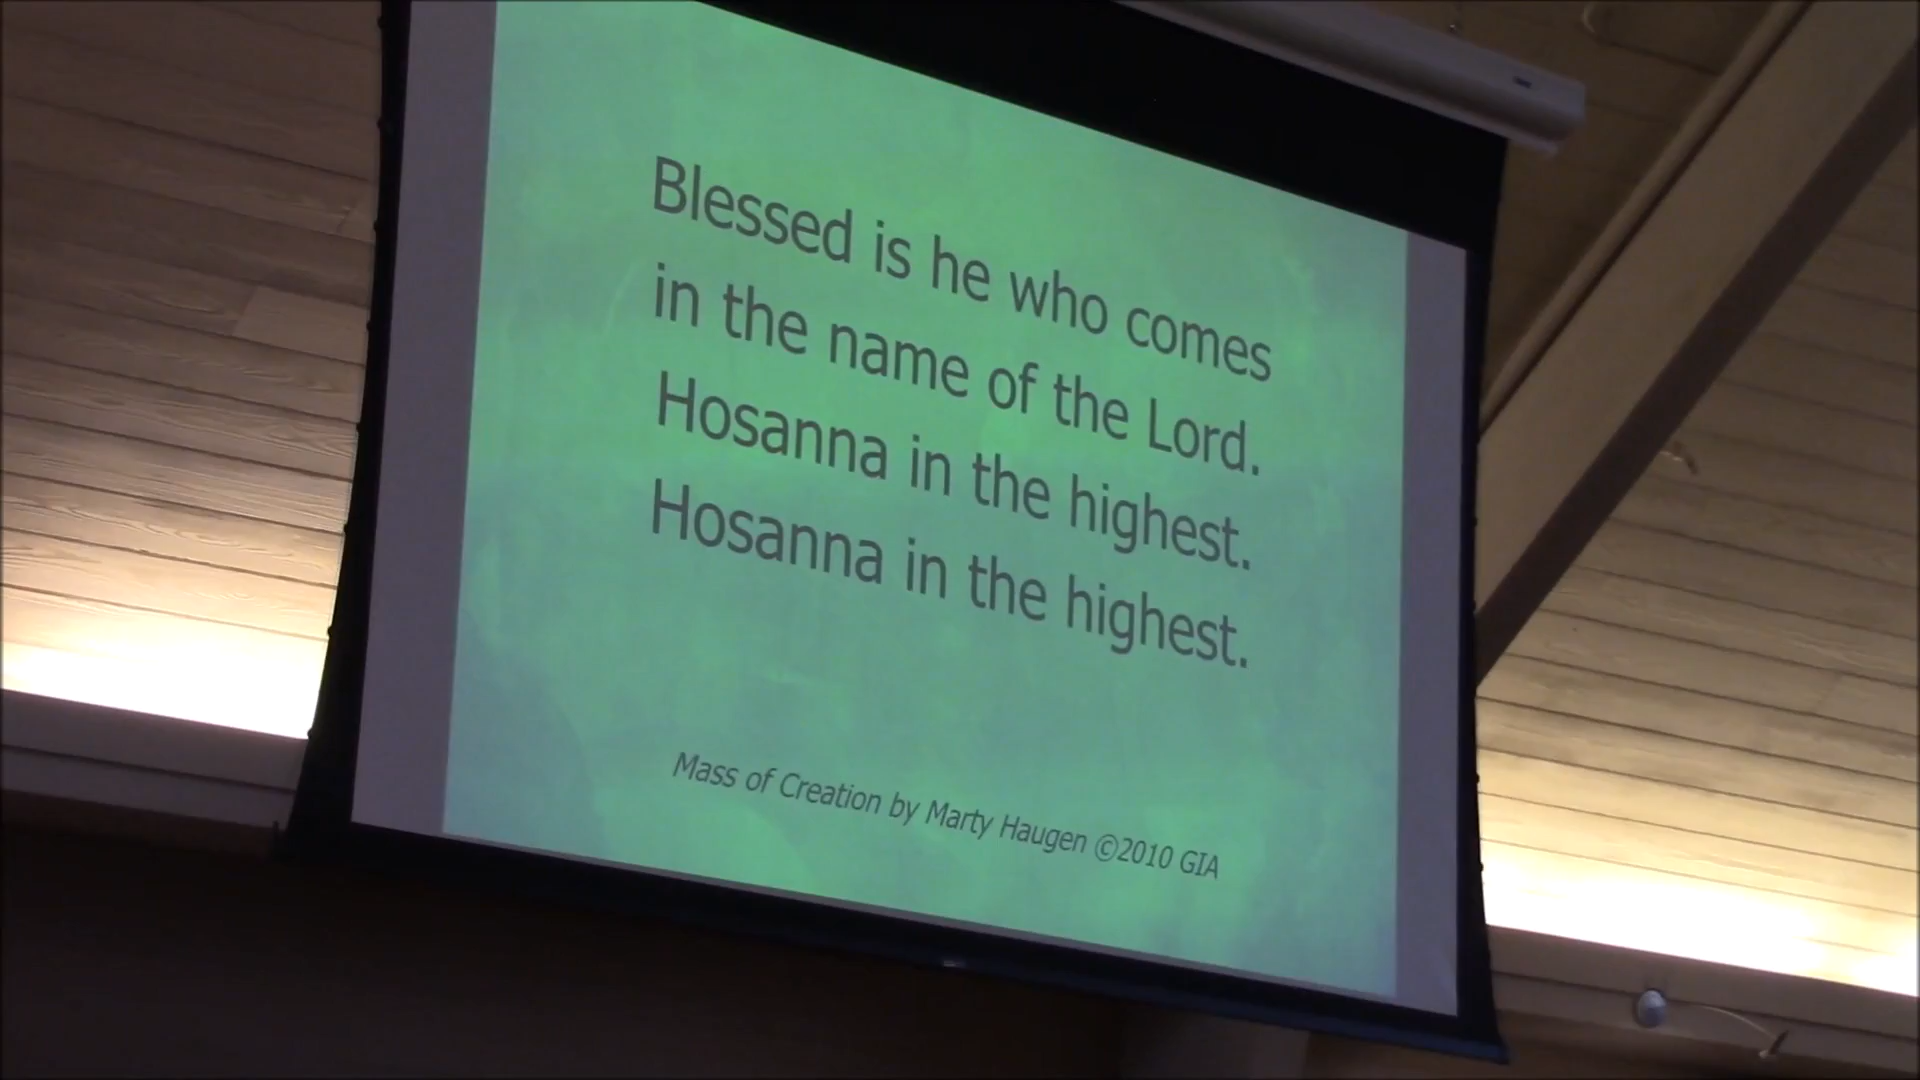 Blessed is he who comes
in the name of the Lord.
Hosanna in the highest.
Hosanna in the highest.
Mass of Creation by Marty Haugen ©2010 GIA